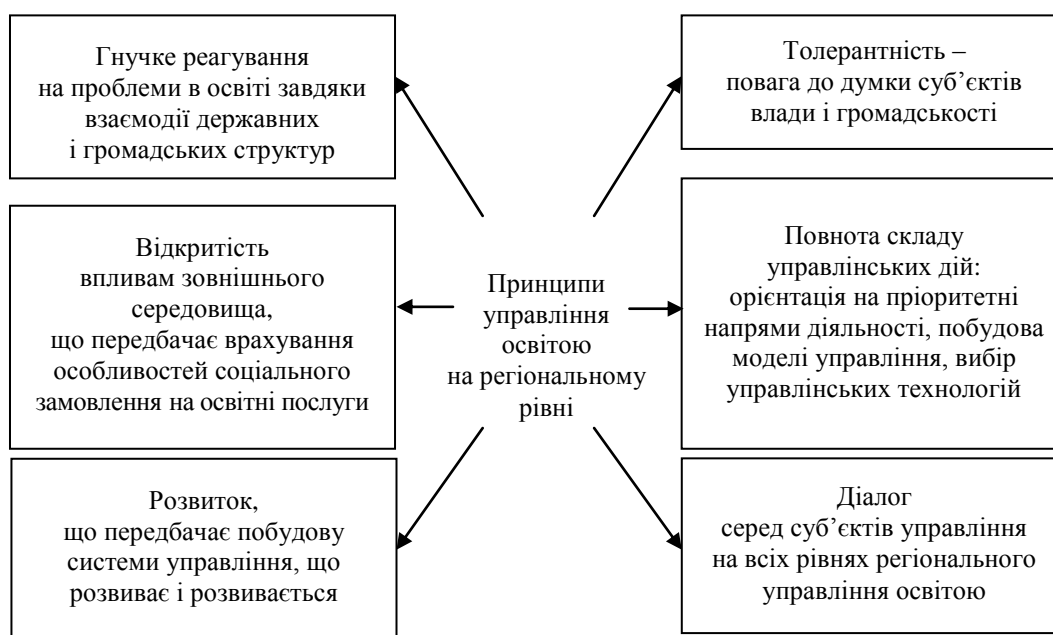 Гнучке реагування
на проблеми в освіті завдяки
взаємодії державних
і громадських структур
Толерантність –
повага до думки суб’єктів
влади і громадськості
Відкритість
впливам зовнішнього
середовища,
що передбачає врахування
особливостей соціального
замовлення на освітні послуги
Принципи
управління
освітою
на регіональному
рівні
Повнота складу
управлінських дій:
орієнтація на пріоритетні
напрями діяльності, побудова
моделі управління, вибір
управлінських технологій
Розвиток,
що передбачає побудову
системи управління, що
розвиває і розвивається
Діалог
серед суб’єктів управління
на всіх рівнях регіонального
управління освітою